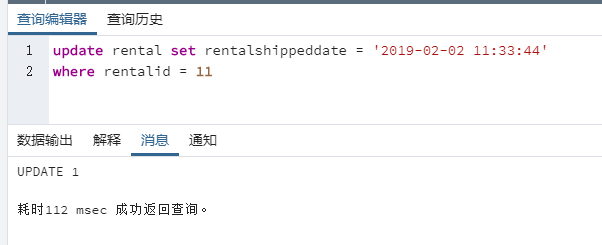 查询编辑器 查询历史
1 update rental set rentalshippeddate = '2019-02-02 11:33:44'
2 where rentalid = 11
数据输出 解释 消息 通知
UPDATE 1
耗时112 msec 成功返回查询。